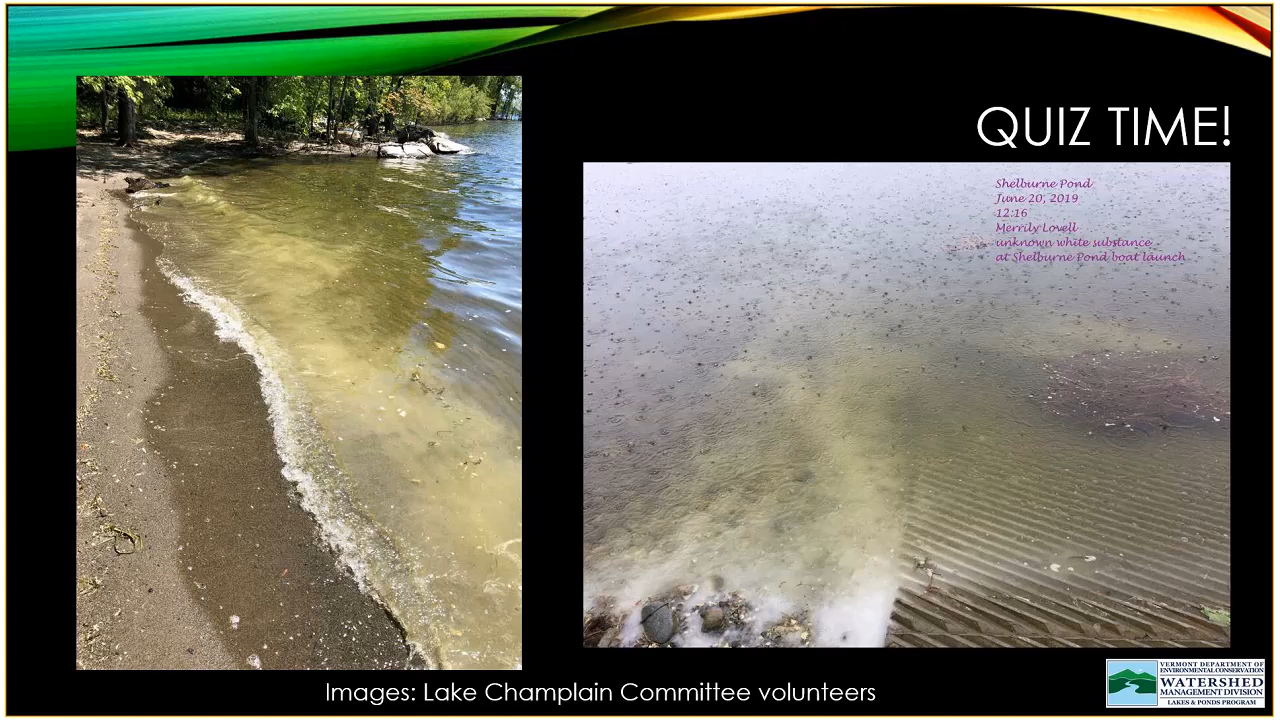 QUIZ TIME!
Shelburne Pond
June 20, 2019
12:16
Merrily Lovell
unknown white substance
at Shelburne Pond boat launch
Images: Lake Champlain Committee volunteers
VERMONT DEPARTMENT OF
ENVIRONMENTAL CONSERVATION
WATERSHED
MANAGEMENT DIVISION
LAKES & PONDS PROGRAM